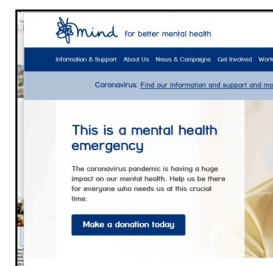 mind for better mental health
Information & Support About Us News & Campaigns Get Involved
Coronavirus: Find our information and support and
This is a mental health
emergency
The coronavirus pandemic is having a huge
impact on our mental health. Help us be there
for everyone who needs us at this crucial
time.
Make a donation today